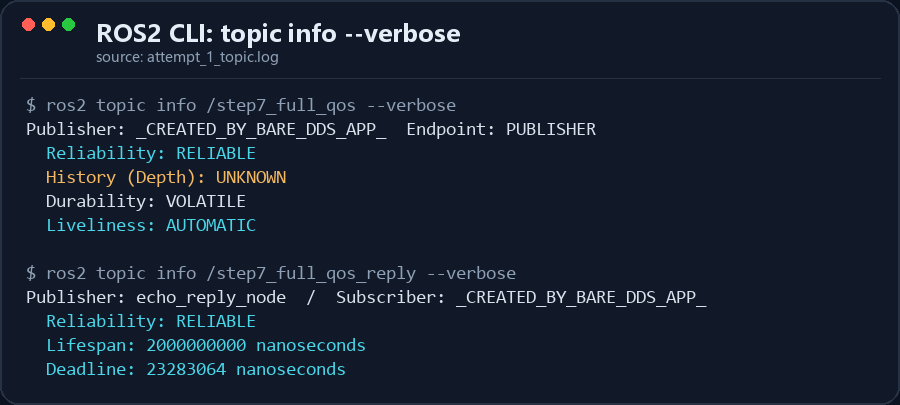 ROS2 CLI: topic info --verbose
source: attempt_1_topic.log
$ ros2 topic info /step7_full_qos --verbose
Publisher: _CREATED_BY_BARE_DDS_APP_  Endpoint: PUBLISHER
Reliability: RELIABLE
History (Depth): UNKNOWN
Durability: VOLATILE
Liveliness: AUTOMATIC
$ ros2 topic info /step7_full_qos_reply --verbose
Publisher: echo_reply_node  /  Subscriber: _CREATED_BY_BARE_DDS_APP_
Reliability: RELIABLE
Lifespan: 2000000000 nanoseconds
Deadline: 23283064 nanoseconds